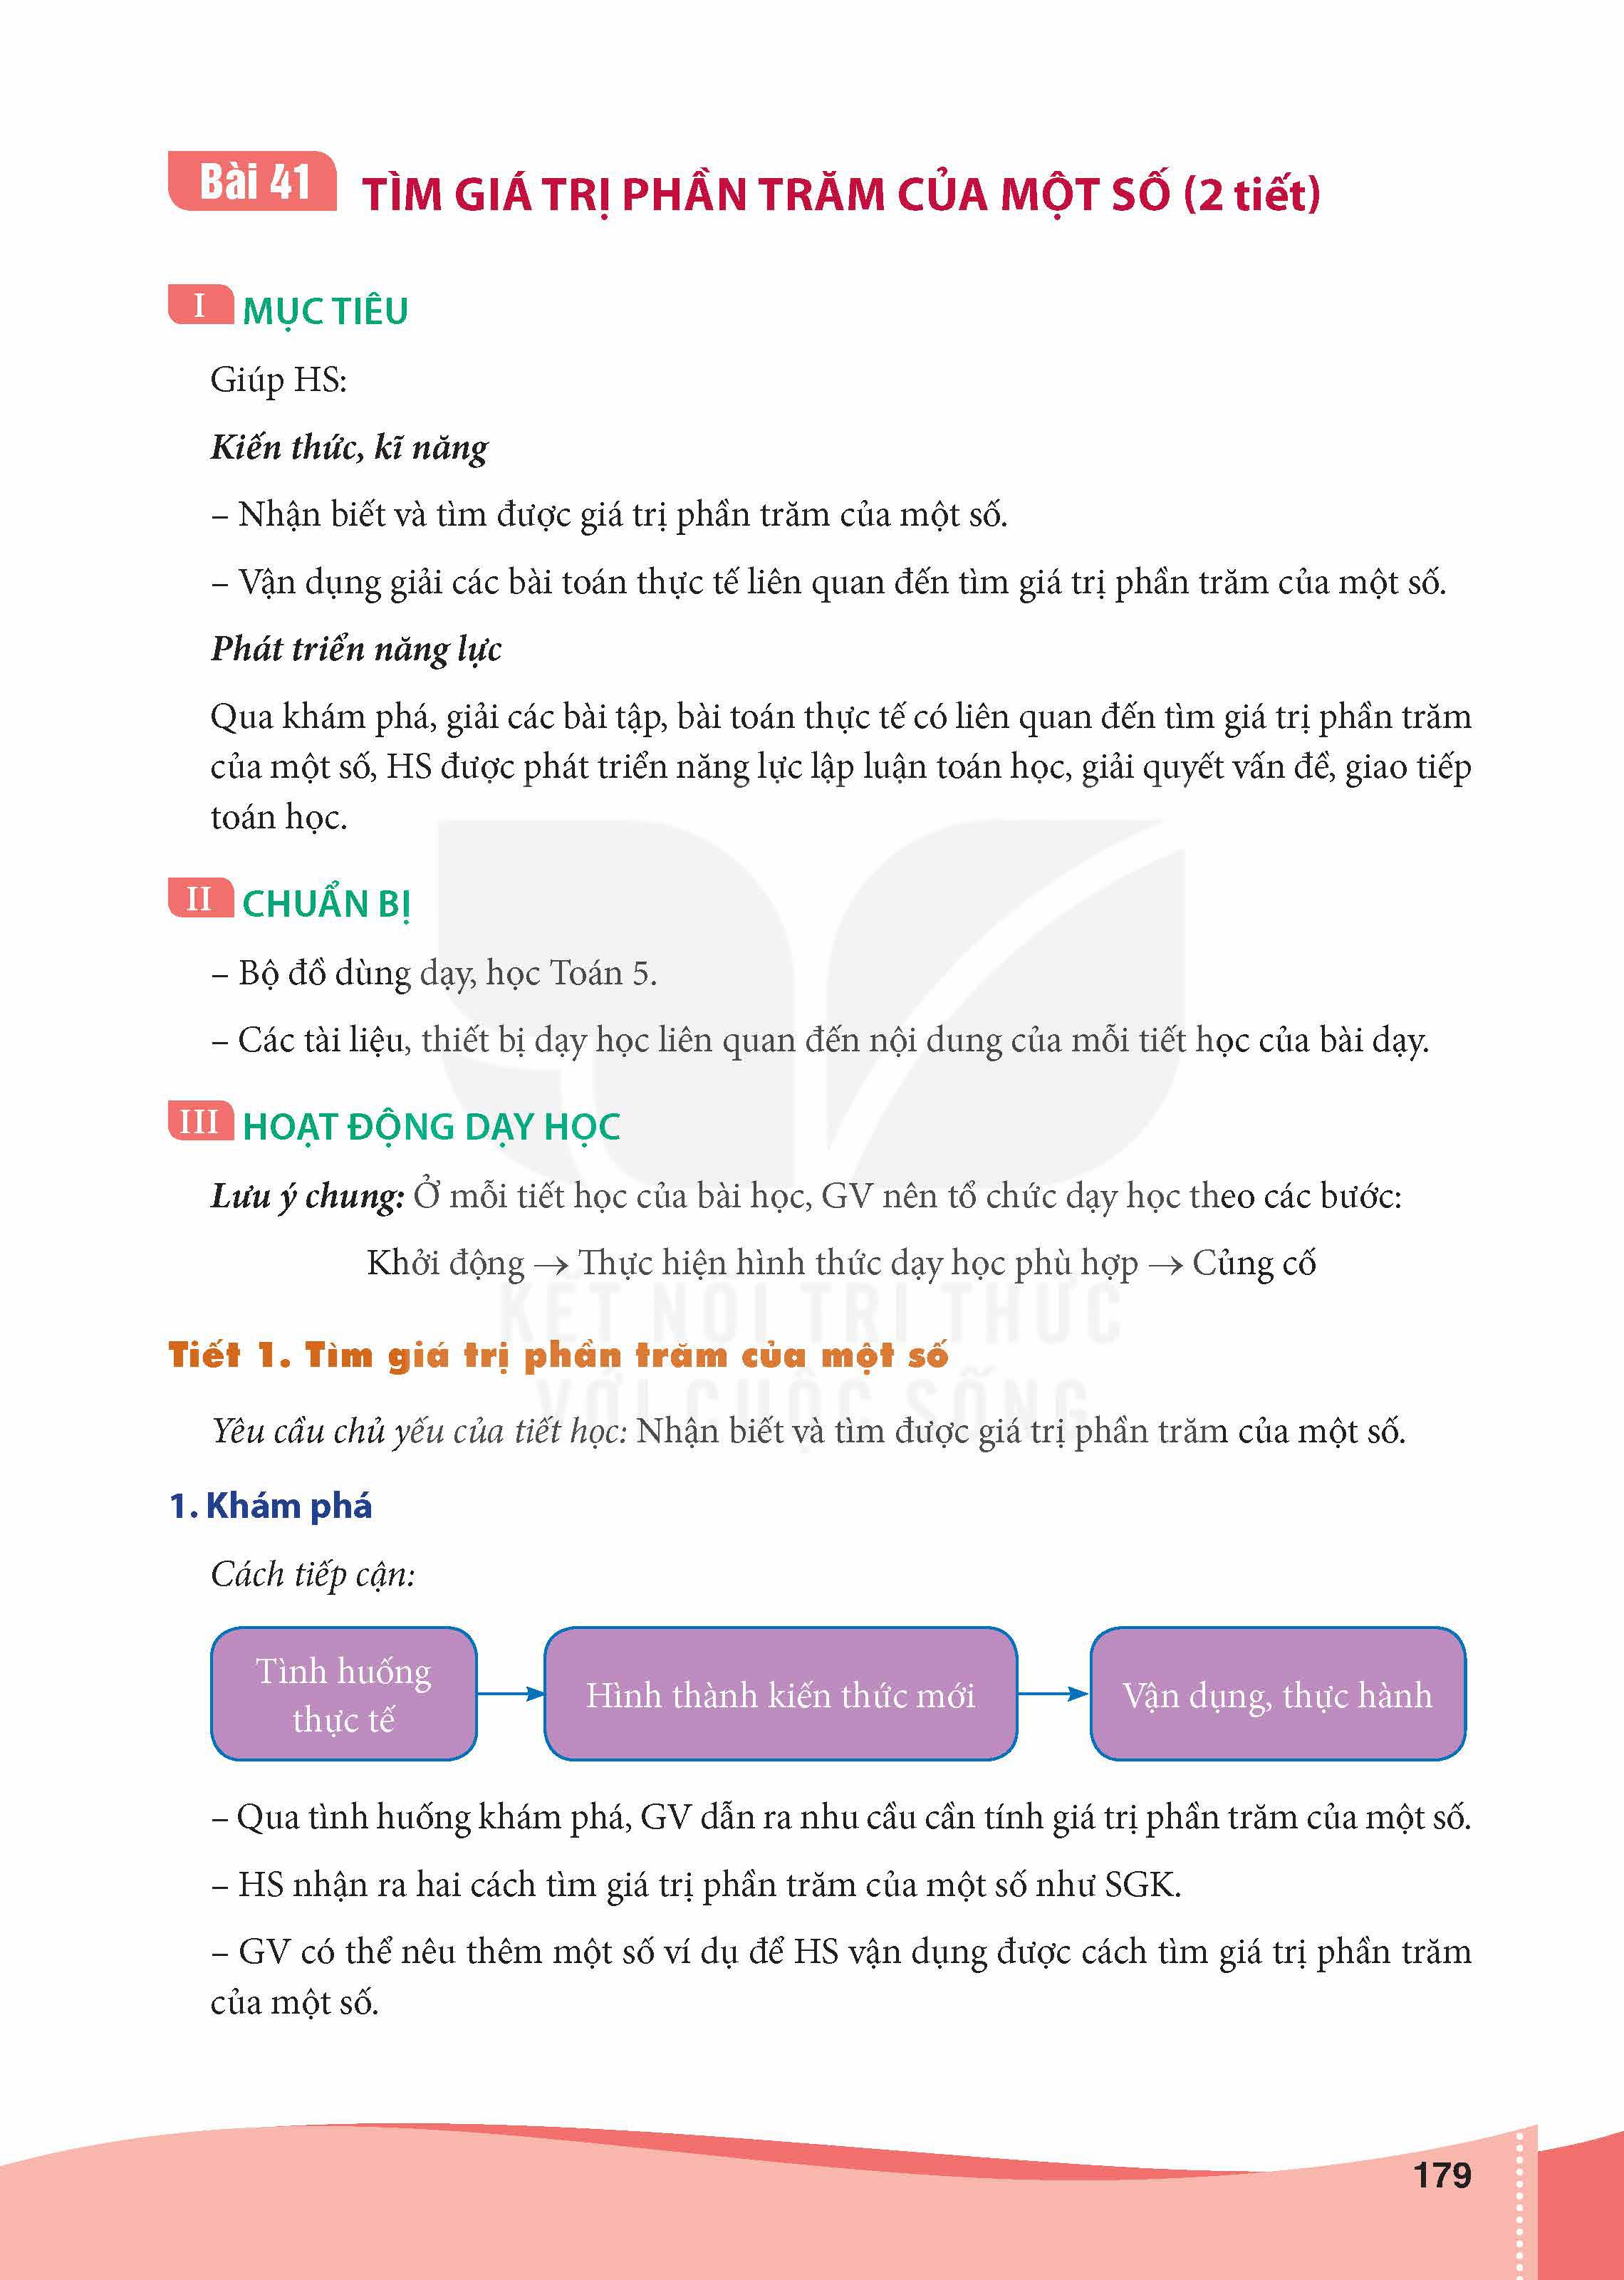 Bài 41
TÌM GIÁ TRỊ PHẦN TRĂM CỦA MỘT SỐ (2 tiết)
I MỤC TIÊU
Giúp HS:
Kiến thức, kĩ năng
– Nhận biết và tìm được giá trị phần trăm của một số.
– Vận dụng giải các bài toán thực tế liên quan đến tìm giá trị phần trăm của một số.
Phát triển năng lực
Qua khám phá, giải các bài tập, bài toán thực tế có liên quan đến tìm giá trị phần trăm
của một số, HS được phát triển năng lực lập luận toán học, giải quyết vấn đề, giao tiếp
toán học.
II CHUẨN BỊ
– Bộ đồ dùng dạy, học Toán 5.
– Các tài liệu, thiết bị dạy học liên quan đến nội dung của mỗi tiết học của bài dạy.
III HOẠT ĐỘNG DẠY HỌC
Lưu ý chung: Ở mỗi tiết học của bài học, GV nên tổ chức dạy học theo các bước:
Khởi động → Thực hiện hình thức dạy học phù hợp → Củng cố
KẾT NỐI TRI THỨC
Tiết 1. Tìm giá trị phần trăm của một số
VỚI CUỘC SỐNG
Yêu cầu chủ yếu của tiết học: Nhận biết và tìm được giá trị phần trăm của một số.
1. Khám phá
Cách tiếp cận:
Tình huống
thực tế
Hình thành kiến thức mới
Vận dụng, thực hành
– Qua tình huống khám phá, GV dẫn ra nhu cầu cần tính giá trị phần trăm của một số.
– HS nhận ra hai cách tìm giá trị phần trăm của một số như SGK.
– GV có thể nêu thêm một số ví dụ để HS vận dụng được cách tìm giá trị phần trăm
của một số.
179